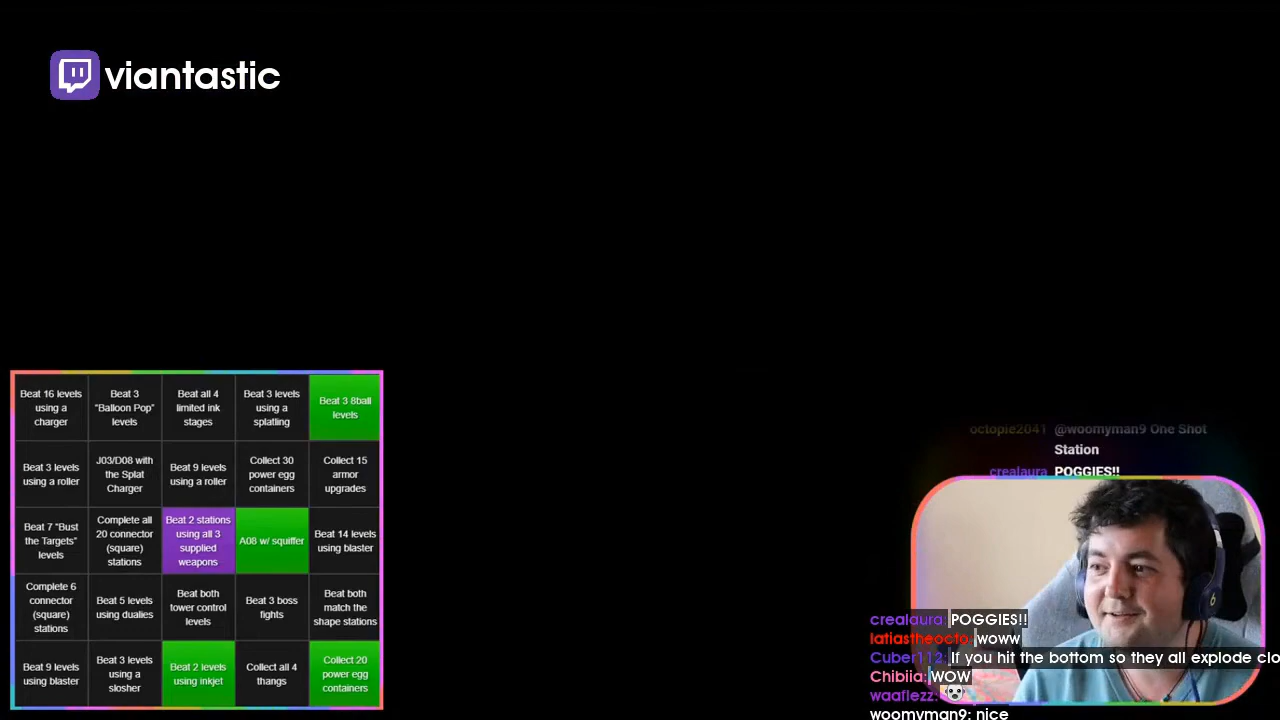 viantastic
Beat 16 levels
using a
charger
Beat 3
"Balloon Pop"
levels
Beat all 4
limited ink
stages
Beat 3 levels
using a
splatling
Beat 3 8ball
levels
Beat 3 levels
using a roller
J03/D08 with
the Splat
Charger
Beat 9 levels
using a roller
Collect 30
power egg
containers
Collect 15
armor
upgrades
Beat 7 "Bust
the Targets"
levels
Complete all
20 connector
(square)
stations
Beat 2 stations
using all 3
supplied
weapons
A08 w/ squiffer
Beat 14 levels
using blaster
Complete 6
connector
(square)
stations
Beat 5 levels
using dualies
Beat both
tower control
levels
Beat 3 boss
fights
Beat both
match the
shape stations
Beat 9 levels
using blaster
Beat 3 levels
using a
slosher
Beat 2 levels
using inkjet
Collect all 4
thangs
Collect 20
power egg
containers
octopie2041 @woomyman9 One Shot
Station
crealaura POGGIES!!
crealaura: POGGIES!!
latiastheocto: woww
Cuber112: If you hit the bottom so they all explode clo
Chibiia: WOW
waaflezz:
woomyman9: nice